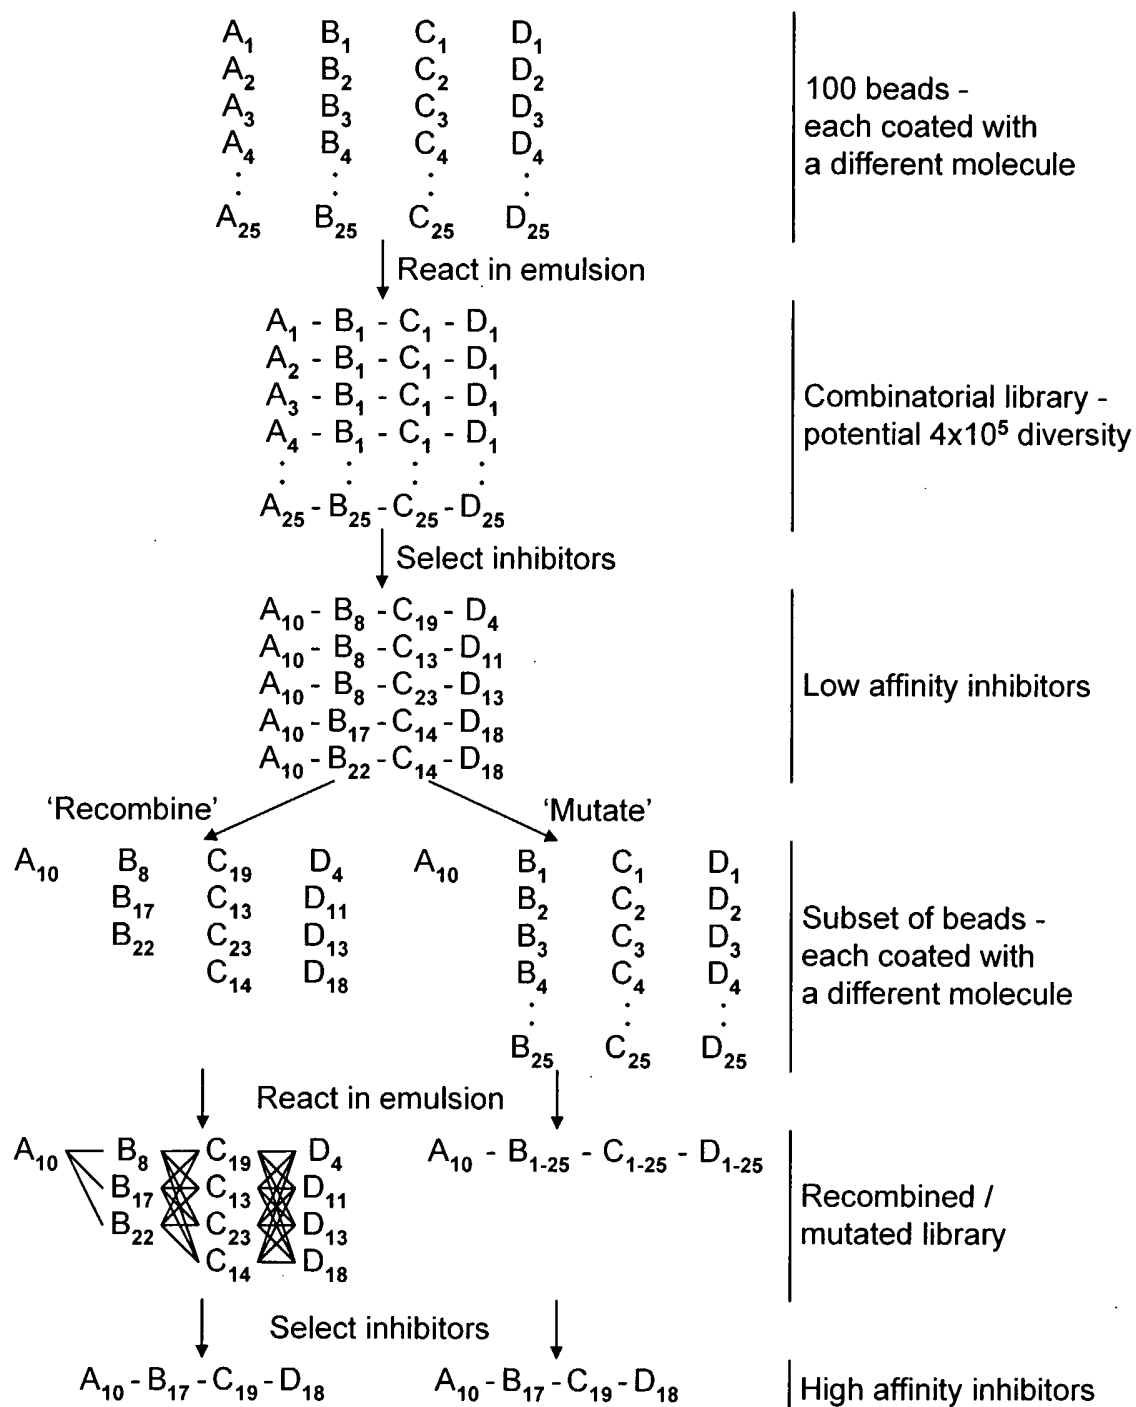 A₁ B₁ C₁ D₁
A₂ B₂ C₂ D₂
A₃ B₃ C₃ D₃
A₄ B₄ C₄ D₄
A₂₅ B₂₅ C₂₅ D₂₅
100 beads -
each coated with
a different molecule
React in emulsion
A₁ - B₁ - C₁ - D₁
A₂ - B₁ - C₁ - D₁
A₃ - B₁ - C₁ - D₁
A₄ - B₁ - C₁ - D₁
A₂₅ - B₂₅ - C₂₅ - D₂₅
Combinatorial library -
potential 4x10⁵ diversity
Select inhibitors
A₁₀ - B₈ - C₁₉ - D₄
A₁₀ - B₈ - C₁₃ - D₁₁
A₁₀ - B₈ - C₂₃ - D₁₃
A₁₀ - B₁₇ - C₁₄ - D₁₈
A₁₀ - B₂₂ - C₁₄ - D₁₈
Low affinity inhibitors
‘Recombine’
‘Mutate’
A₁₀ B₈ C₁₉ D₄
B₁₇ C₁₃ D₁₁
B₂₂ C₂₃ D₁₃
C₁₄ D₁₈
A₁₀ B₁ C₁ D₁
B₂ C₂ D₂
B₃ C₃ D₃
B₄ C₄ D₄
B₂₅ C₂₅ D₂₅
Subset of beads -
each coated with
a different molecule
React in emulsion
A₁₀ B₈ C₁₉ D₄
B₁₇ C₁₃ D₁₁
B₂₂ C₂₃ D₁₃
C₁₄ D₁₈
A₁₀ - B₁₋₂₅ - C₁₋₂₅ - D₁₋₂₅
Recombined /
mutated library
Select inhibitors
A₁₀ - B₁₇ - C₁₉ - D₁₈
A₁₀ - B₁₇ - C₁₉ - D₁₈
High affinity inhibitors